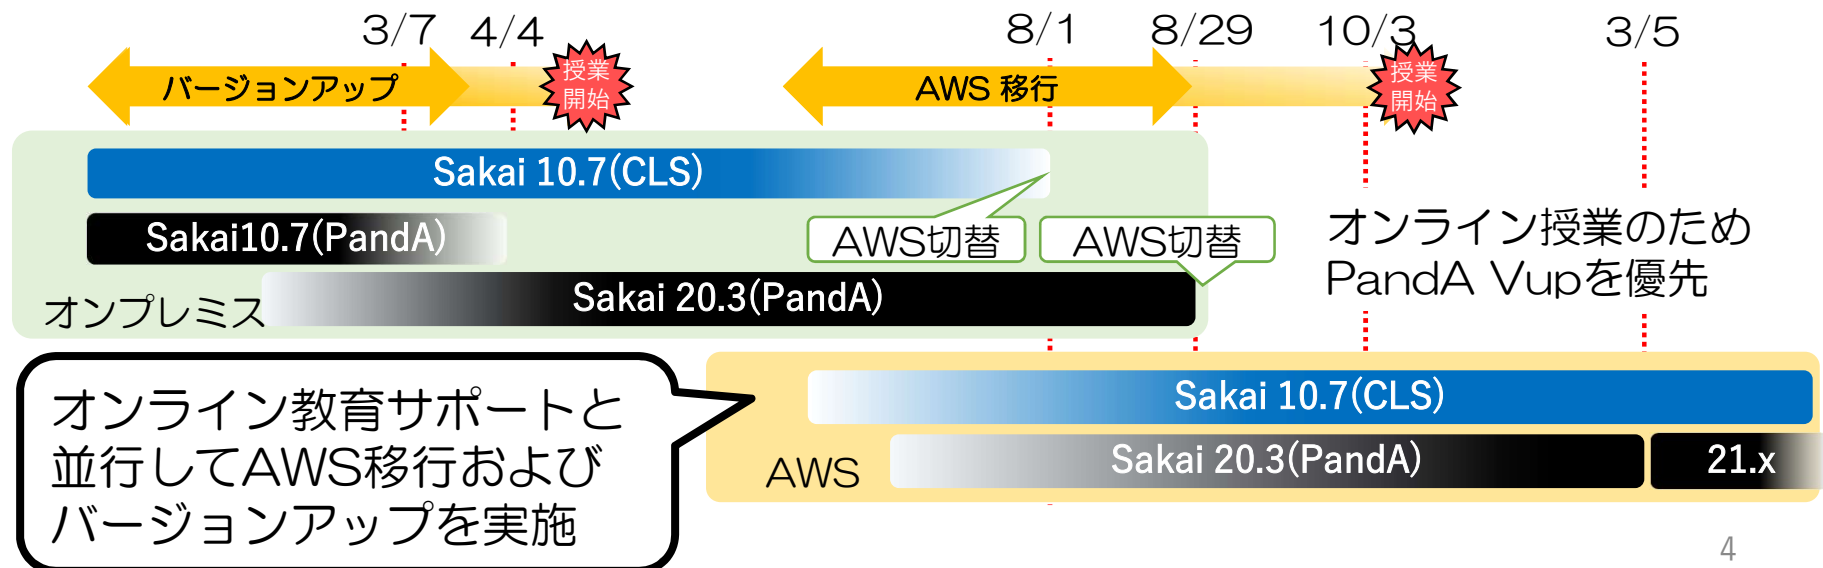 3/7 4/4 8/1 8/29 10/3 3/5
バージョンアップ
授業
開始
AWS 移行
授業
開始
Sakai 10.7(CLS)
Sakai10.7(PandA)
AWS切替
AWS切替
オンプレミス
Sakai 20.3(PandA)
オンライン授業のため
PandA Vupを優先
オンライン教育サポートと
並行してAWS移行および
バージョンアップを実施
Sakai 10.7(CLS)
AWS
Sakai 20.3(PandA)
21.x
4